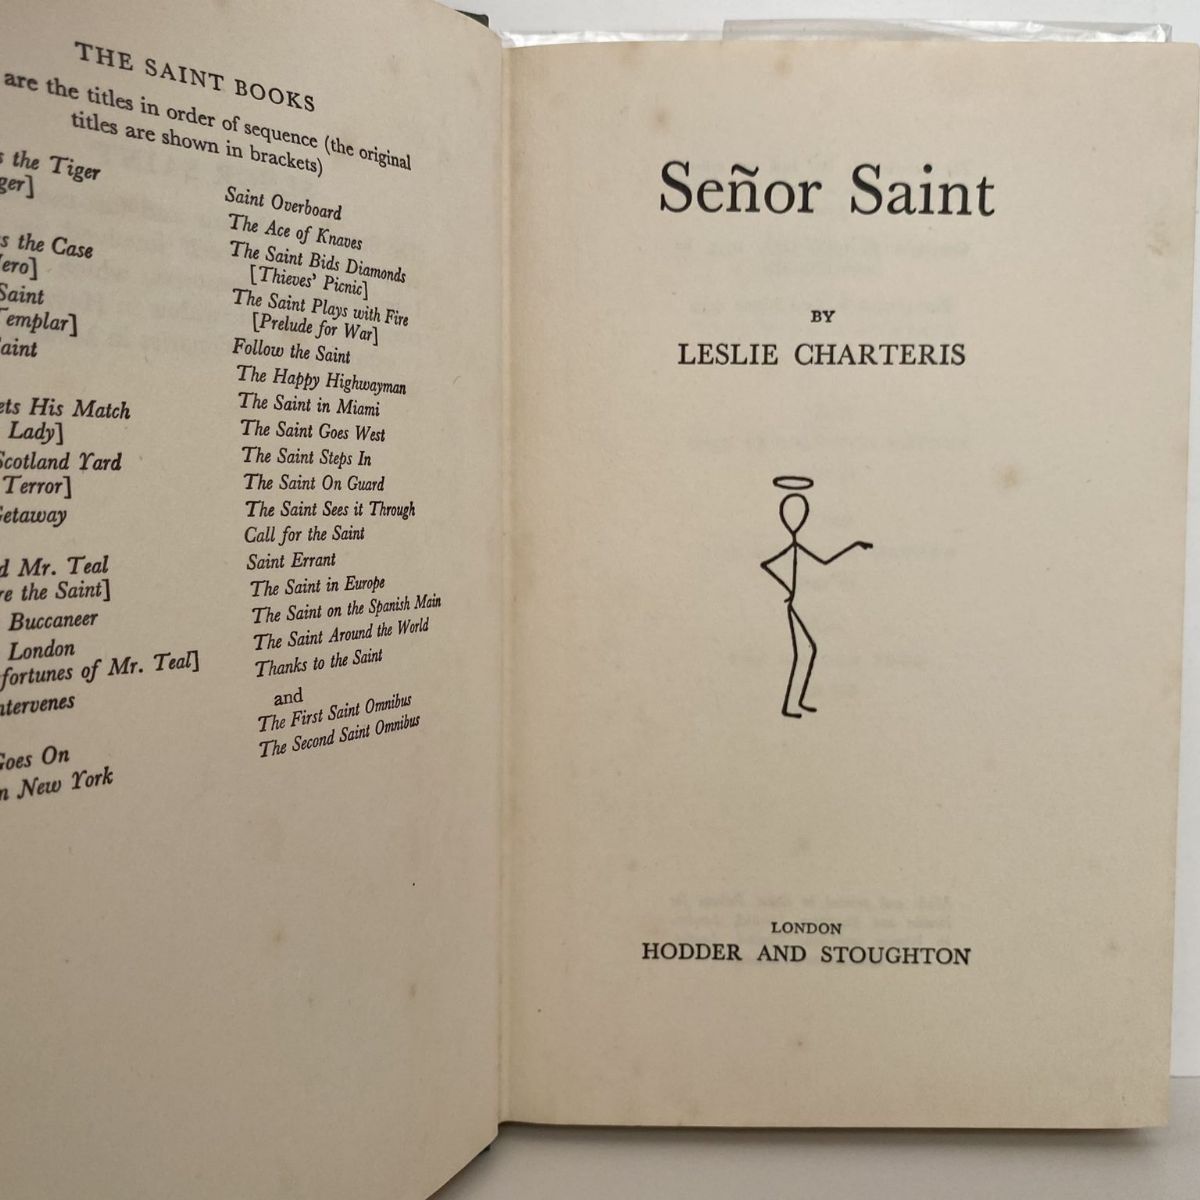 THE SAINT BOOKS
are the titles in order of sequence (the original
titles are shown in brackets)
the Tiger
the Case
Saint
ets His Match
Lady]
Scotland Yard
Terror]
Getaway
Mr. Teal
the Saint]
Buccaneer
London
fortunes of Mr. Teal]
Goes On
New York
Saint Overboard
The Ace of Knaves
The Saint Bids Diamonds
[Thieves' Picnic]
The Saint Plays with Fire
[Prelude for War]
Follow the Saint
The Happy Highwayman
The Saint in Miami
The Saint Goes West
The Saint Steps In
The Saint On Guard
The Saint Sees it Through
Call for the Saint
Saint Errant
The Saint in Europe
The Saint on the Spanish Main
The Saint Around the World
Thanks to the Saint
and
The First Saint Omnibus
The Second Saint Omnibus
Señor Saint
BY
LESLIE CHARTERIS
LONDON
HODDER AND STOUGHTON